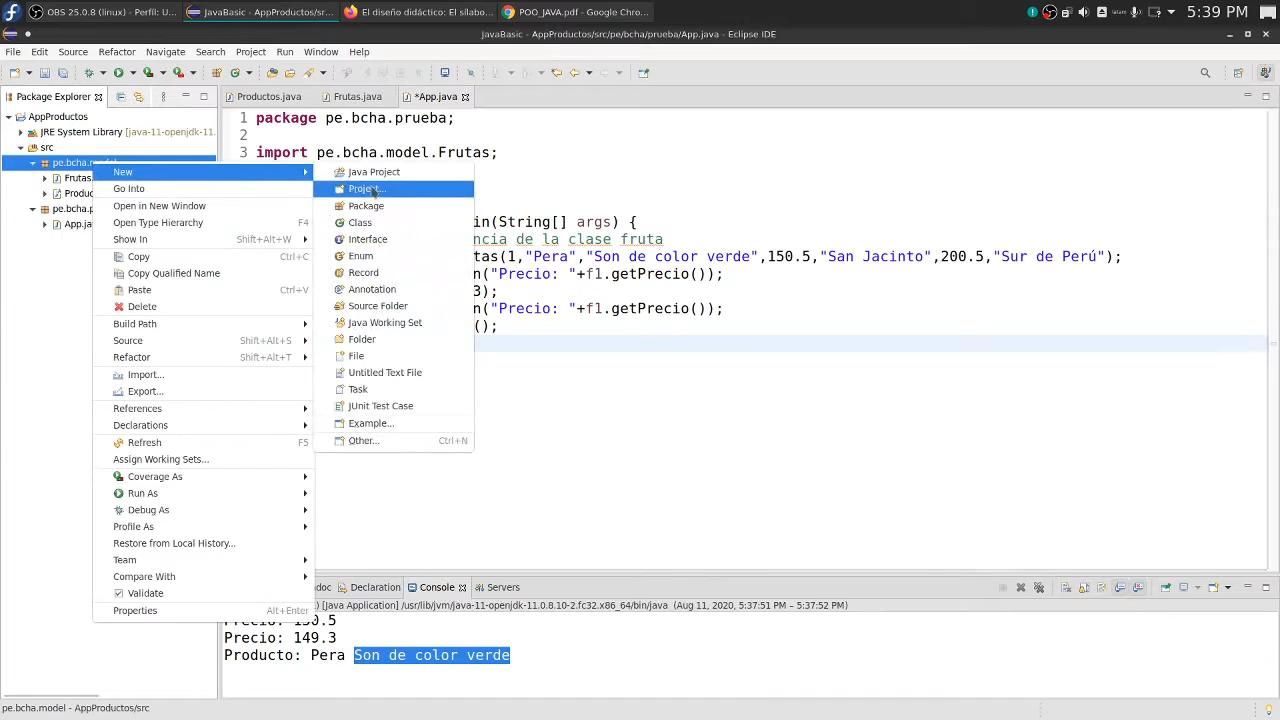 OBS 25.0.8 (linux) - Perfil: U...
JavaBasic - AppProductos/sr...
El diseño didáctico: El sílabo...
POO_JAVA.pdf - Google Chro...
latam
5:39 PM
JavaBasic - AppProductos/src/pe/bcha/prueba/App.java - Eclipse IDE
File Edit Source Refactor Navigate Search Project Run Window Help
Package Explorer
Productos.java
Frutas.java
*App.java
AppProductos
JRE System Library [java-11-openjdk-11.
src
pe.bcha.model
Frutas
Produc
pe.bcha.p
App.ja
1 package pe.bcha.prueba;
2
3 import pe.bcha.model.Frutas;
in(String[] args) {
ncia de la clase fruta
tas(1,"Pera","Son de color verde",150.5,"San Jacinto",200.5,"Sur de Perú");
n("Precio: "+f1.getPrecio());
3);
n("Precio: "+f1.getPrecio());
();
New
Go Into
Open in New Window
Open Type Hierarchy F4
Show In Shift+Alt+W
Copy Ctrl+C
Copy Qualified Name
Paste Ctrl+V
Delete
Build Path
Source Shift+Alt+S
Refactor Shift+Alt+T
Import...
Export...
References
Declarations
Refresh F5
Assign Working Sets...
Coverage As
Run As
Debug As
Profile As
Restore from Local History...
Team
Compare With
Validate
Properties Alt+Enter
Java Project
Project...
Package
Class
Interface
Enum
Record
Annotation
Source Folder
Java Working Set
Folder
File
Untitled Text File
Task
JUnit Test Case
Example...
Other... Ctrl+N
doc
Declaration
Console
Servers
) [Java Application] /usr/lib/jvm/java-11-openjdk-11.0.8.10-2.fc32.x86_64/bin/java (Aug 11, 2020, 5:37:51 PM – 5:37:52 PM)
Precio: 150.5
Precio: 149.3
Producto: Pera Son de color verde
pe.bcha.model - AppProductos/src